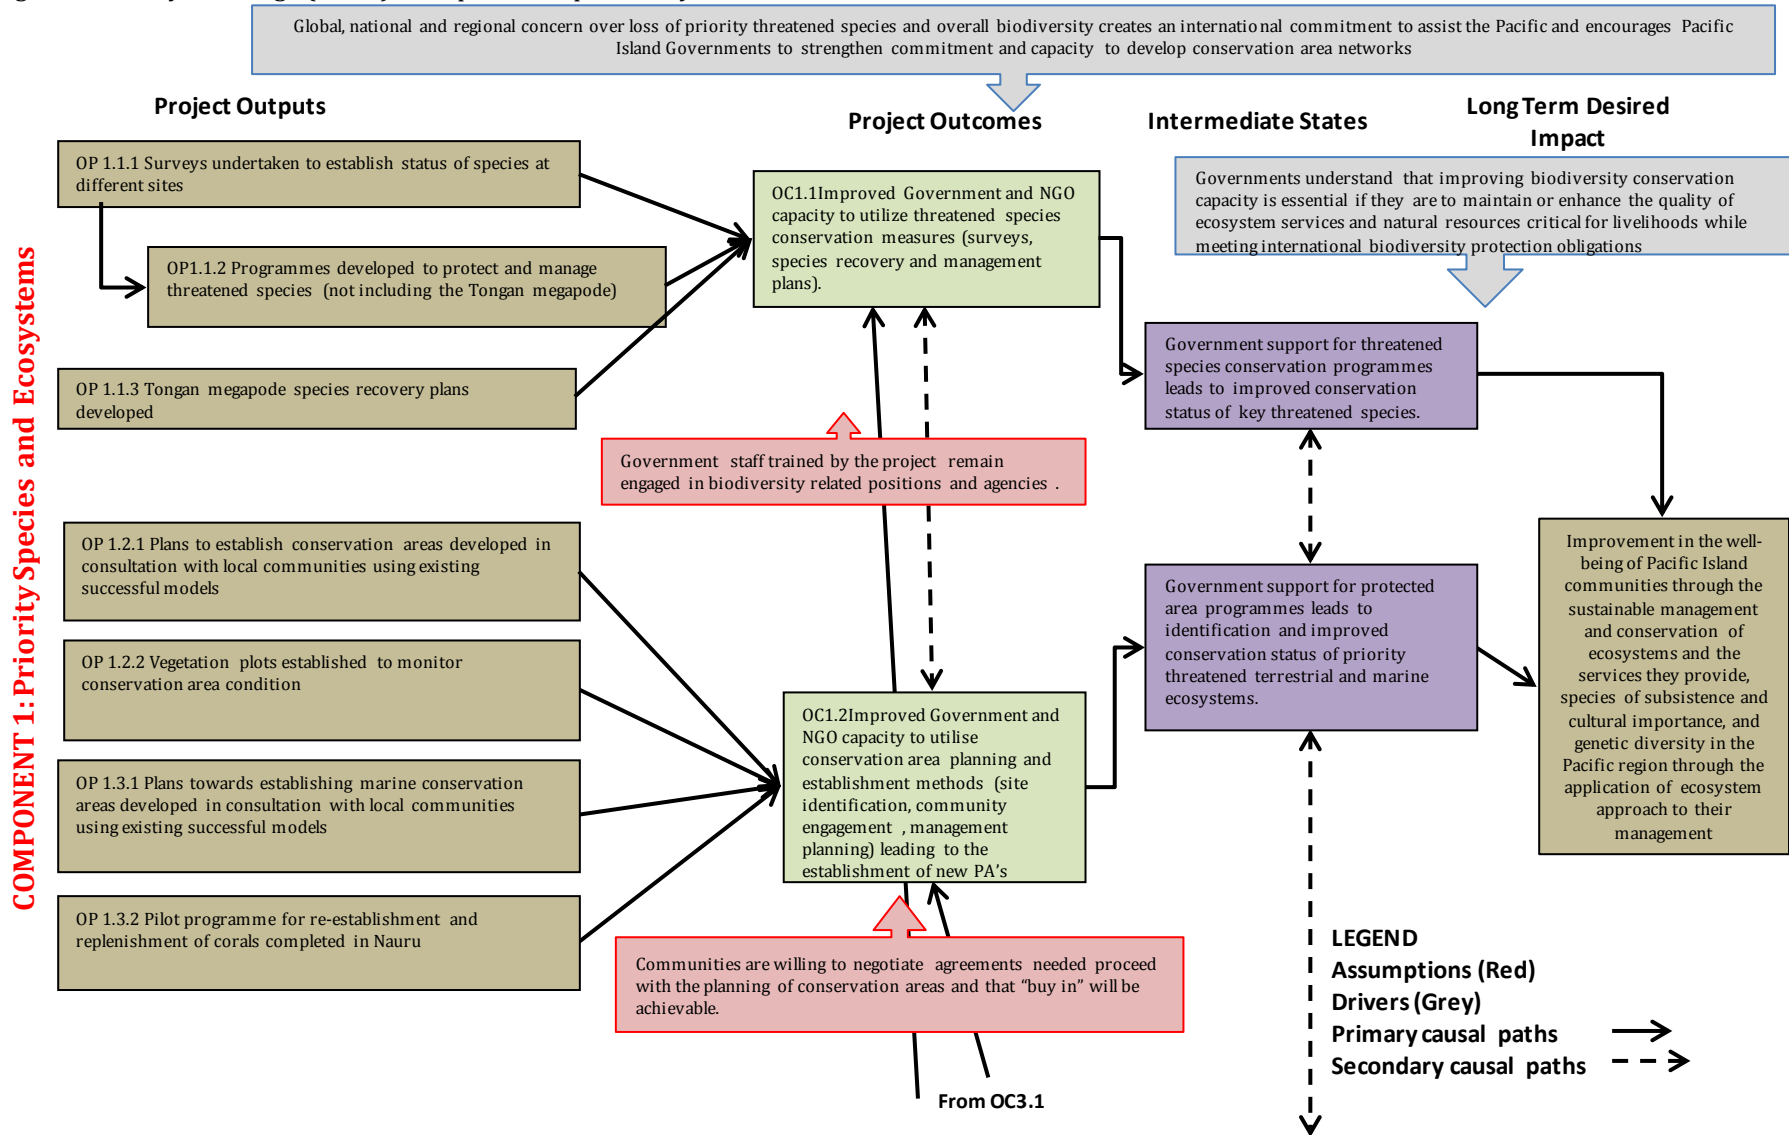 Global, national and regional concern over loss of priority threatened species and overall biodiversity creates an international commitment to assist the Pacific and encourages Pacific
Island Governments to strengthen commitment and capacity to develop conservation area networks
Project Outputs
Project Outcomes
Intermediate States
Long Term Desired
Impact
COMPONENT 1: Priority Species and Ecosystems
OP 1.1.1 Surveys undertaken to establish status of species at
different sites
OP1.1.2 Programmes developed to protect and manage
threatened species (not including the Tongan megapode)
OP 1.1.3 Tongan megapode species recovery plans
developed
OP 1.2.1 Plans to establish conservation areas developed in
consultation with local communities using existing
successful models
OP 1.2.2 Vegetation plots established to monitor
conservation area condition
OP 1.3.1 Plans towards establishing marine conservation
areas developed in consultation with local communities
using existing successful models
OP 1.3.2 Pilot programme for re-establishment and
replenishment of corals completed in Nauru
OC1.1Improved Government and NGO
capacity to utilize threatened species
conservation measures (surveys,
species recovery and management
plans).
Government staff trained by the project remain
engaged in biodiversity related positions and agencies .
OC1.2Improved Government and
NGO capacity to utilise
conservation area planning and
establishment methods (site
identification, community
engagement , management
planning) leading to the
establishment of new PA's
Communities are willing to negotiate agreements needed proceed
with the planning of conservation areas and that “buy in” will be
achievable.
From OC3.1
Governments understand that improving biodiversity conservation
capacity is essential if they are to maintain or enhance the quality of
ecosystem services and natural resources critical for livelihoods while
meeting international biodiversity protection obligations
Government support for threatened
species conservation programmes
leads to improved conservation
status of key threatened species.
Government support for protected
area programmes leads to
identification and improved
conservation status of priority
threatened terrestrial and marine
ecosystems.
Improvement in the well-
being of Pacific Island
communities through the
sustainable management
and conservation of
ecosystems and the
services they provide,
species of subsistence and
cultural importance, and
genetic diversity in the
Pacific region through the
application of ecosystem
approach to their
management
LEGEND
Assumptions (Red)
Drivers (Grey)
Primary causal paths
Secondary causal paths